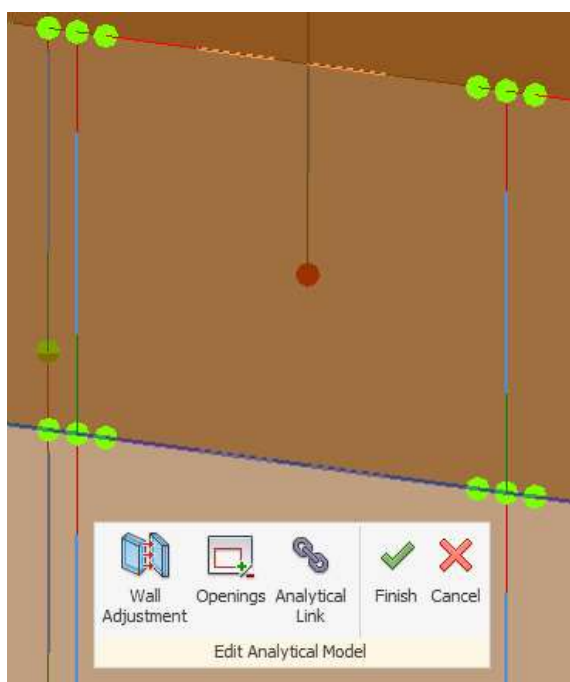 Wall
Adjustment
Openings
Analytical
Link
Finish
Cancel
Edit Analytical Model